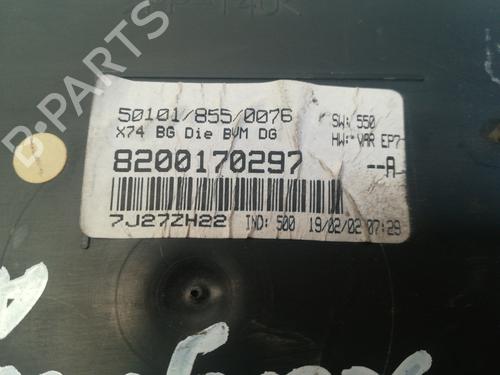 B-PARTS
50101/855/0076
X74 BG Die BVM DG
SW: 550
HW: VAR EP7
8200170297
--A
7J27ZH22 IND: 500 19/02/02 07:29